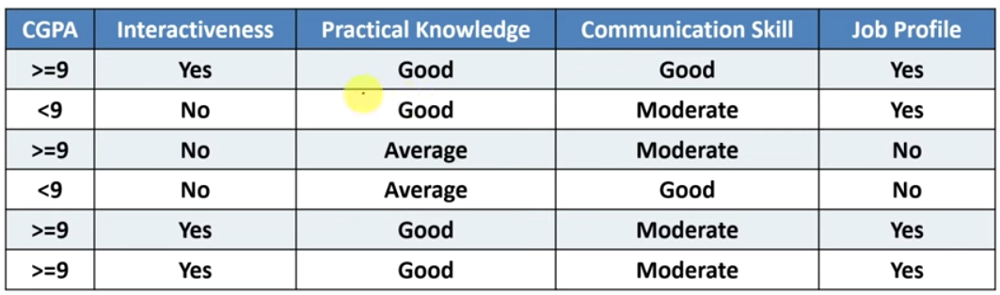 CGPA Interactiveness Practical Knowledge Communication Skill Job Profile
>=9 Yes Good Good Yes
<9 No Good Moderate Yes
>=9 No Average Moderate No
<9 No Average Good No
>=9 Yes Good Moderate Yes
>=9 Yes Good Moderate Yes